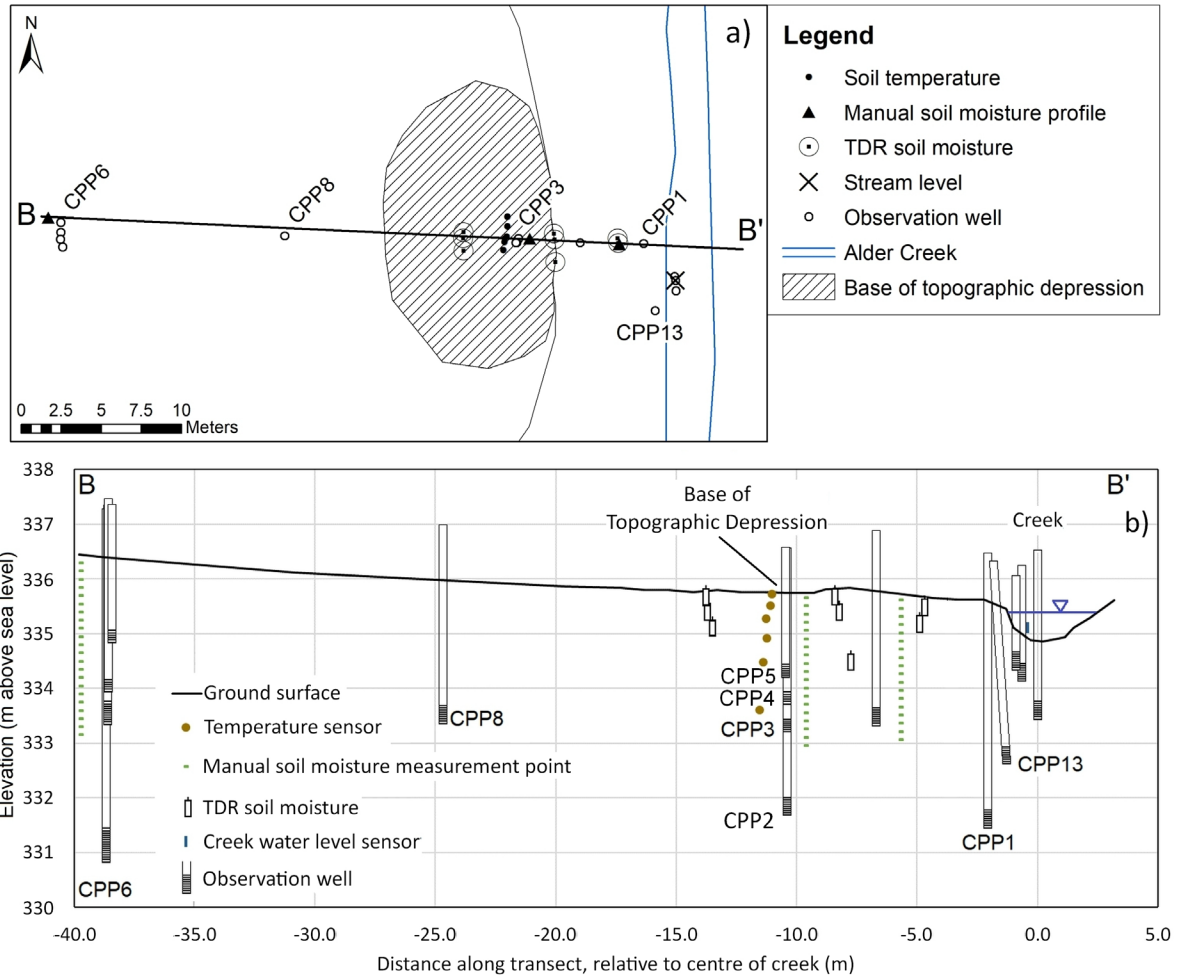 N
a)
B
CPP6
CPP8
CPP3
CPP1
B'
CPP13
0 2.5 5 7.5 10
Meters
Legend
Soil temperature
Manual soil moisture profile
TDR soil moisture
Stream level
Observation well
Alder Creek
Base of topographic depression
338
337
336
335
334
333
332
331
330
Elevation (m above sea level)
B
B'
b)
Base of
Topographic Depression
Creek
CPP5
CPP4
CPP3
CPP2
CPP8
CPP13
CPP1
CPP6
Ground surface
Temperature sensor
Manual soil moisture measurement point
TDR soil moisture
Creek water level sensor
Observation well
-40.0 -35.0 -30.0 -25.0 -20.0 -15.0 -10.0 -5.0 0.0 5.0
Distance along transect, relative to centre of creek (m)